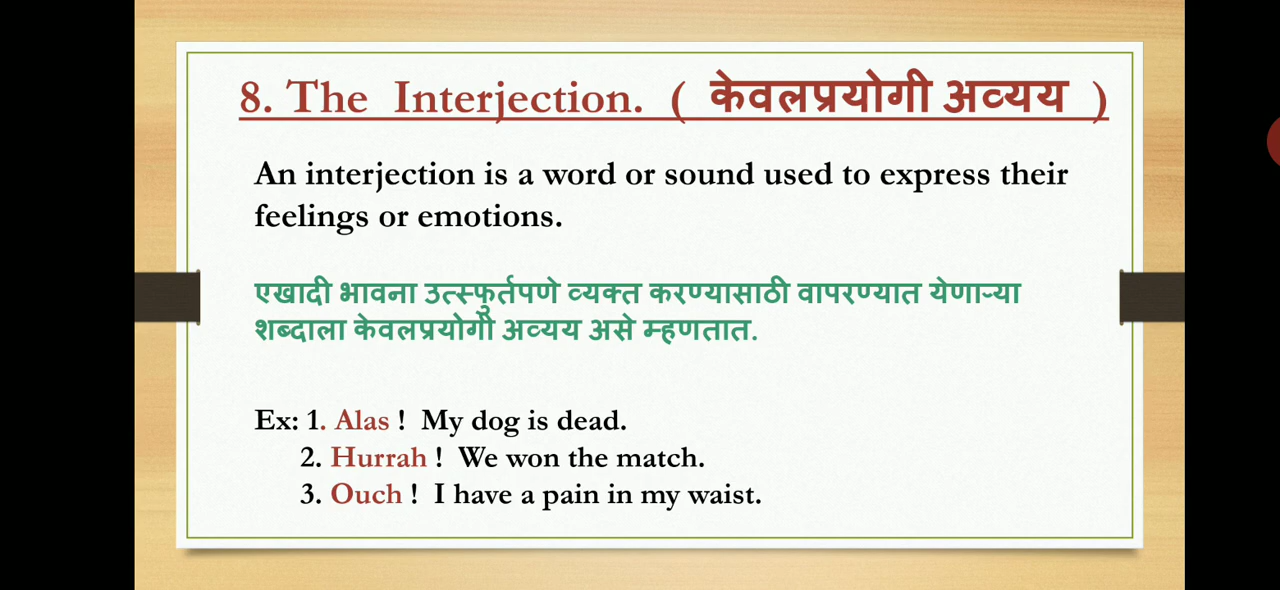 8. The Interjection. ( केवलप्रयोगी अव्यय )
An interjection is a word or sound used to express their
feelings or emotions.
एखादी भावना उत्स्फुर्तपणे व्यक्त करण्यासाठी वापरण्यात येणाऱ्या
शब्दाला केवलप्रयोगी अव्यय असे म्हणतात.
Ex: 1. Alas ! My dog is dead.
2. Hurrah ! We won the match.
3. Ouch ! I have a pain in my waist.